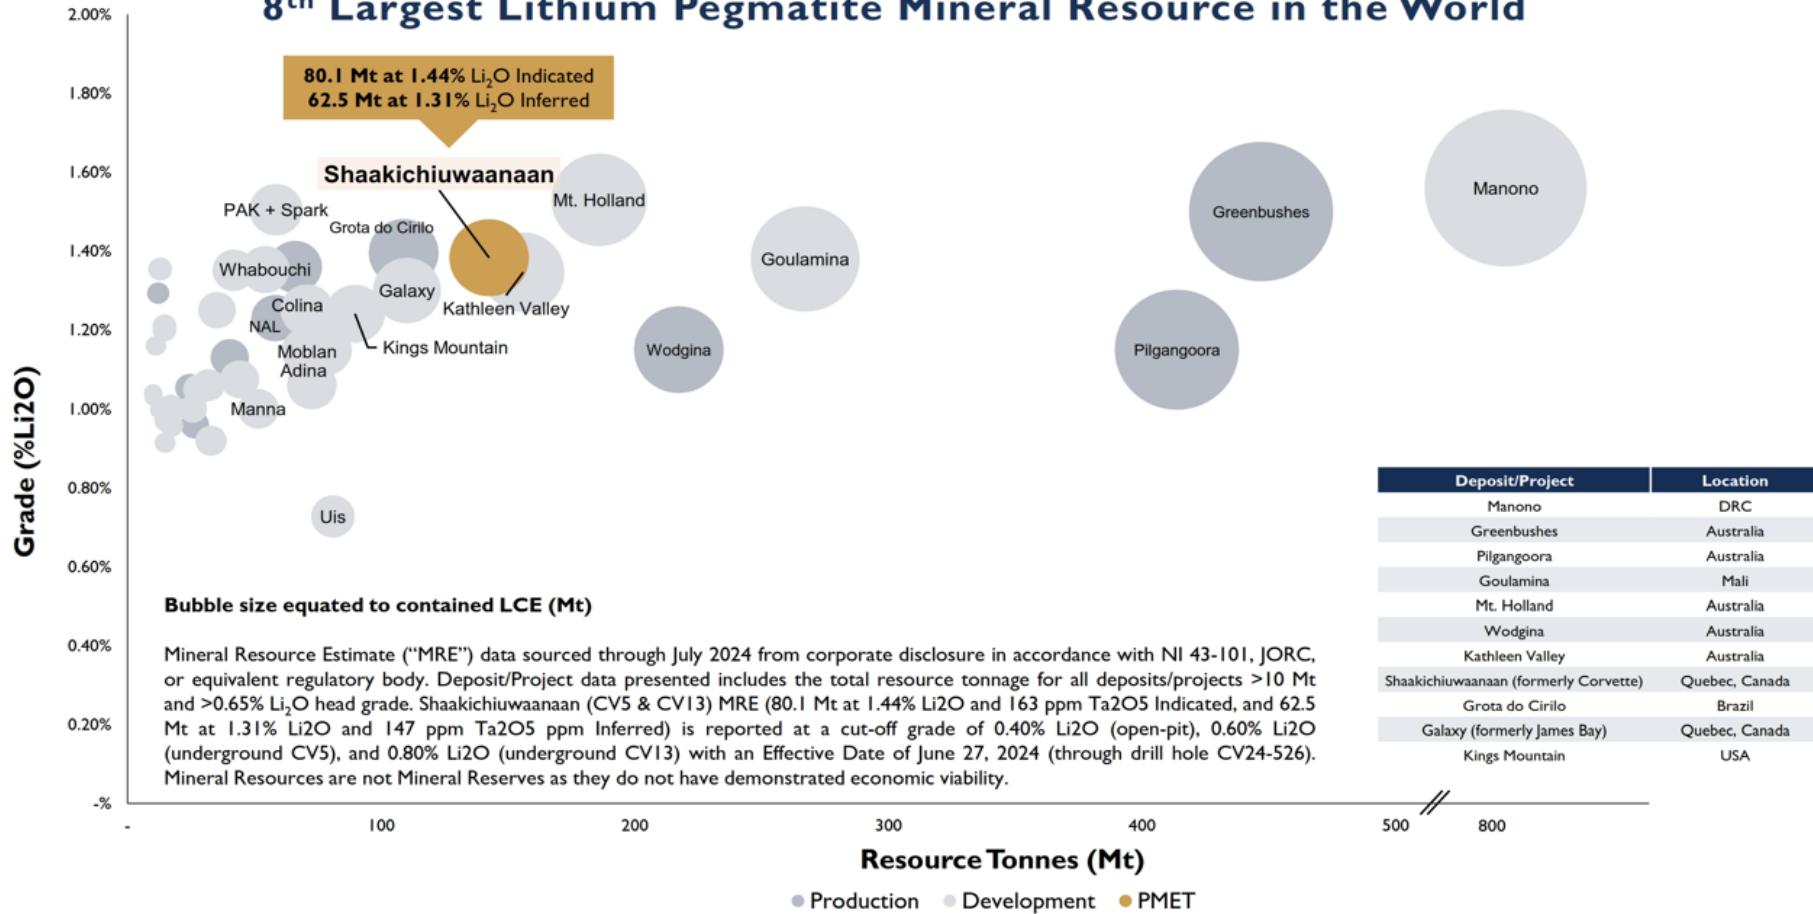 8th Largest Lithium Pegmatite Mineral Resource in the World
2.00%
1.80%
1.60%
1.40%
1.20%
1.00%
0.80%
0.60%
0.40%
0.20%
-%
Grade (%Li2O)
80.1 Mt at 1.44% Li₂O Indicated
62.5 Mt at 1.31% Li₂O Inferred
Shaakichiuwaanaan
Mt. Holland
PAK + Spark
Grota do Cirilo
Manono
Greenbushes
Goulamina
Whabouchi
Galaxy
Colina
Kathleen Valley
NAL
Kings Mountain
Moblan
Adina
Wodgina
Pilgangoora
Manna
Uis
Bubble size equated to contained LCE (Mt)
Mineral Resource Estimate (“MRE”) data sourced through July 2024 from corporate disclosure in accordance with NI 43-101, JORC,
or equivalent regulatory body. Deposit/Project data presented includes the total resource tonnage for all deposits/projects >10 Mt
and >0.65% Li₂O head grade. Shaakichiuwaanaan (CV5 & CV13) MRE (80.1 Mt at 1.44% Li2O and 163 ppm Ta2O5 Indicated, and 62.5
Mt at 1.31% Li2O and 147 ppm Ta2O5 ppm Inferred) is reported at a cut-off grade of 0.40% Li2O (open-pit), 0.60% Li2O
(underground CV5), and 0.80% Li2O (underground CV13) with an Effective Date of June 27, 2024 (through drill hole CV24-526).
Mineral Resources are not Mineral Reserves as they do not have demonstrated economic viability.
Deposit/Project Location
Manono DRC
Greenbushes Australia
Pilgangoora Australia
Goulamina Mali
Mt. Holland Australia
Wodgina Australia
Kathleen Valley Australia
Shaakichiuwaanaan (formerly Corvette) Quebec, Canada
Grota do Cirilo Brazil
Galaxy (formerly James Bay) Quebec, Canada
Kings Mountain USA
- 100 200 300 400 500 800
Resource Tonnes (Mt)
Production Development PMET